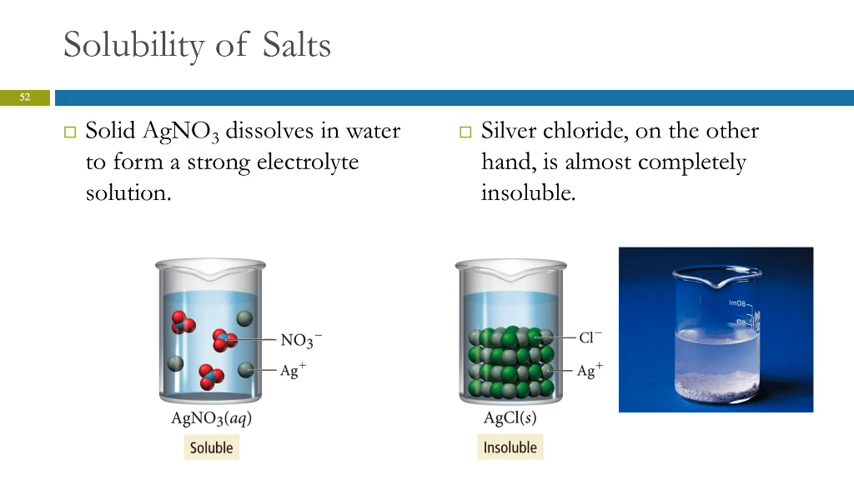 Solubility of Salts
52
□ Solid AgNO₃ dissolves in water
to form a strong electrolyte
solution.
□ Silver chloride, on the other
hand, is almost completely
insoluble.
NO₃⁻
Ag⁺
AgNO₃(aq)
Soluble
Cl⁻
Ag⁺
AgCl(s)
Insoluble